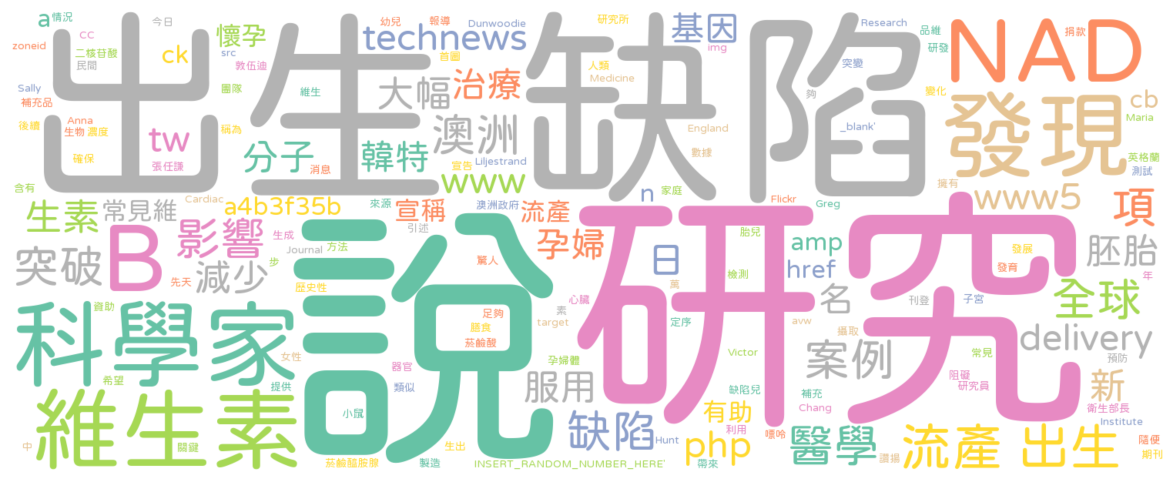 出生缺陷
說
研究
NAD
發現
科學家
維生素
B
影響
生素
常見維
突破
減少
a4b3f35b
宣稱
流產
孕婦
分子
韓特
www
澳洲
大幅
治療
technews
基因
懷孕
ck
tw
a
情況
zoneid
cc
二核苷酸
民間
今日
src
敦伍迪
團隊
維生
幼兒
報導
Dunwoodie
首圖
研究所
人類
Medicine
img
Research
品維
研發
突變
捐款
變化
cb
Maria
英格蘭
測試
www5
項
胚胎
全球
delivery
新
案例
名
amp
href
日
n
家庭
England
數據
夠
_blank'
Flickr
Greg
擁有
Sally
補充品
Anna
後續
生物
濃度
稱為
確保
張任謙
消息
宣告
Liljestrand
含有
Cardiac
來源
引述
澳洲政府
生成
Journal
方法
步
先天
歷史性
驚人
資助
女性
希望
提供
器官
類似
小鼠
關鍵
中
菸鹼醯胺腺
製造
生出
INSERT_RANDOM_NUMBER_HERE'
足夠
膳食
菸鹼酸
target
素
心臟
孕婦體
服用
缺陷
Hunt
php
有助
利用
帶來
嘌呤
醫學
讚揚
流產
出生
胎兒
檢測
萬
定序
avw
Victor
缺陷兒
補充
Chang
刊登
攝取
子宮
發展
發育
年
常見
預防
阻礙
研究員
衛生部長
Institute
隨便
期刊